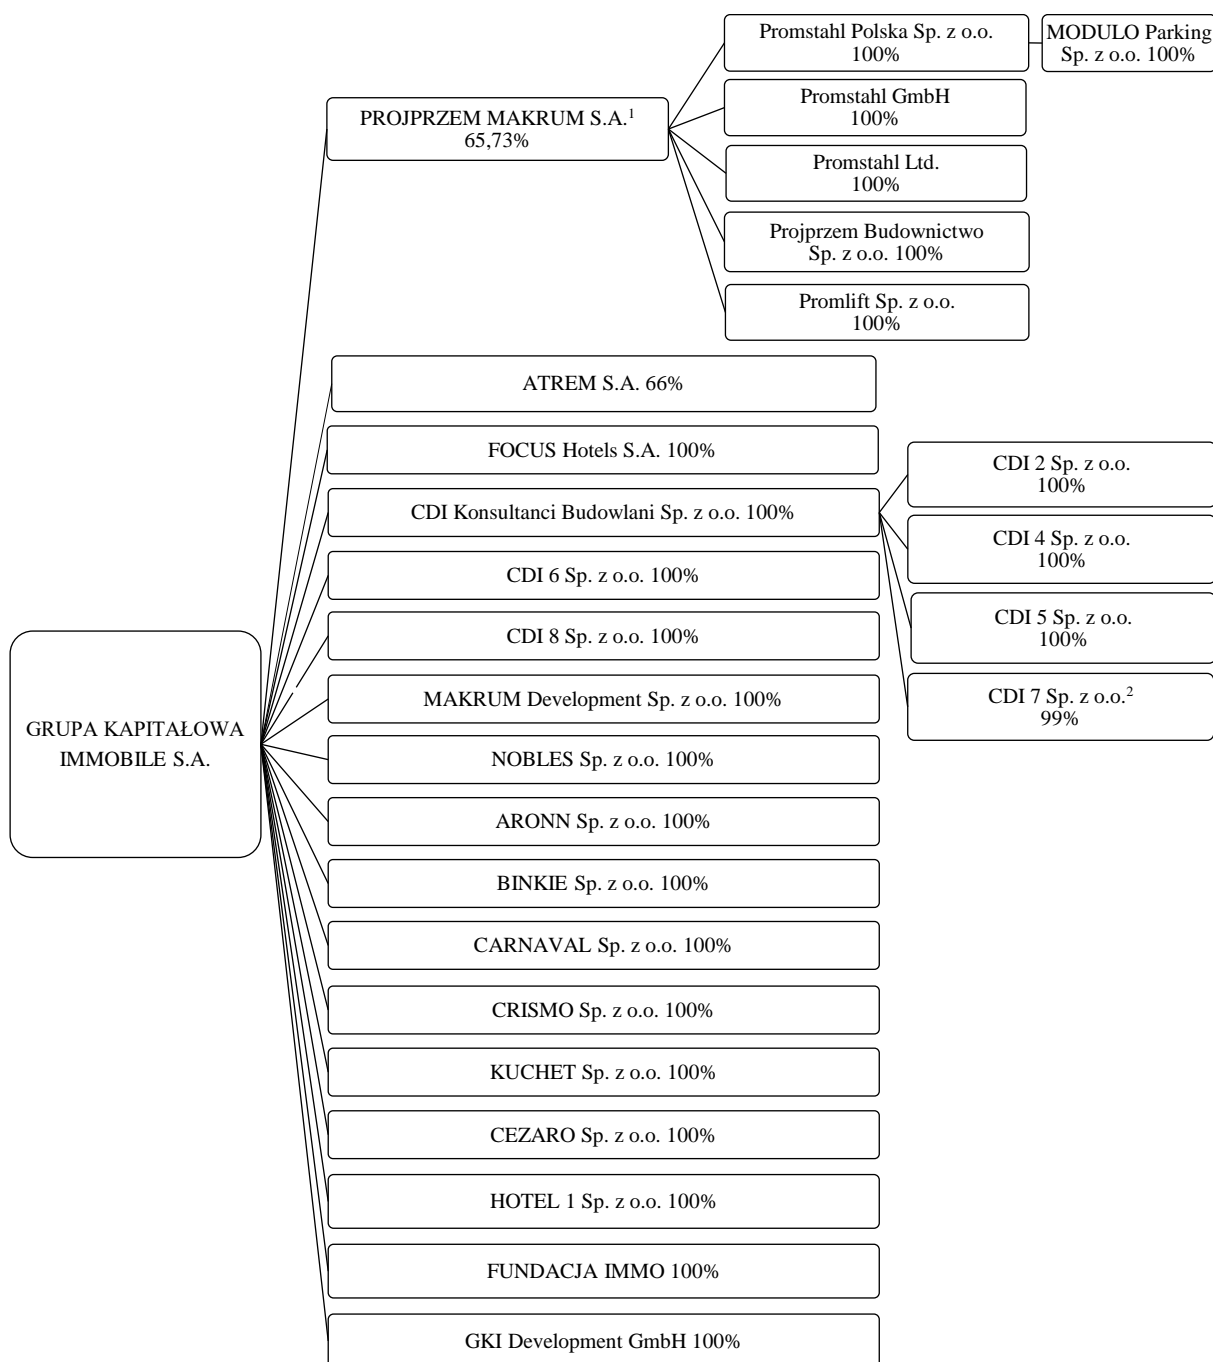 Promstahl Polska Sp. z o.o.
100%
MODULO Parking
Sp. z o.o. 100%
PROJPRZEM MAKRUM S.A.¹
65,73%
Promstahl GmbH
100%
Promstahl Ltd.
100%
Projprzem Budownictwo
Sp. z o.o. 100%
Promlift Sp. z o.o.
100%
ATREM S.A. 66%
FOCUS Hotels S.A. 100%
CDI Konsultanci Budowlani Sp. z o.o. 100%
CDI 2 Sp. z o.o.
100%
CDI 4 Sp. z o.o.
100%
CDI 5 Sp. z o.o.
100%
CDI 7 Sp. z o.o.²
99%
CDI 6 Sp. z o.o. 100%
CDI 8 Sp. z o.o. 100%
GRUPA KAPITAŁOWA
IMMOBILE S.A.
MAKRUM Development Sp. z o.o. 100%
NOBLES Sp. z o.o. 100%
ARONN Sp. z o.o. 100%
BINKIE Sp. z o.o. 100%
CARNAVAL Sp. z o.o. 100%
CRISMO Sp. z o.o. 100%
KUCHET Sp. z o.o. 100%
CEZARO Sp. z o.o. 100%
HOTEL 1 Sp. z o.o. 100%
FUNDACJA IMMO 100%
GKI Development GmbH 100%